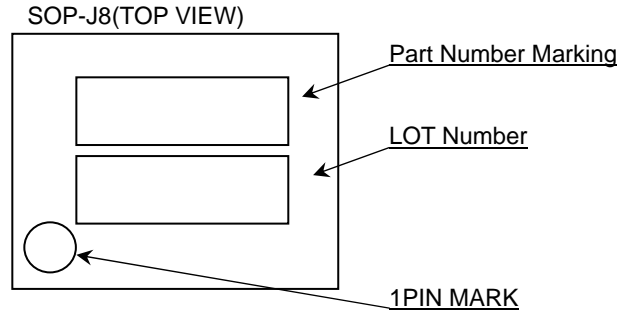 SOP-J8(TOP VIEW)
Part Number Marking
LOT Number
1PIN MARK